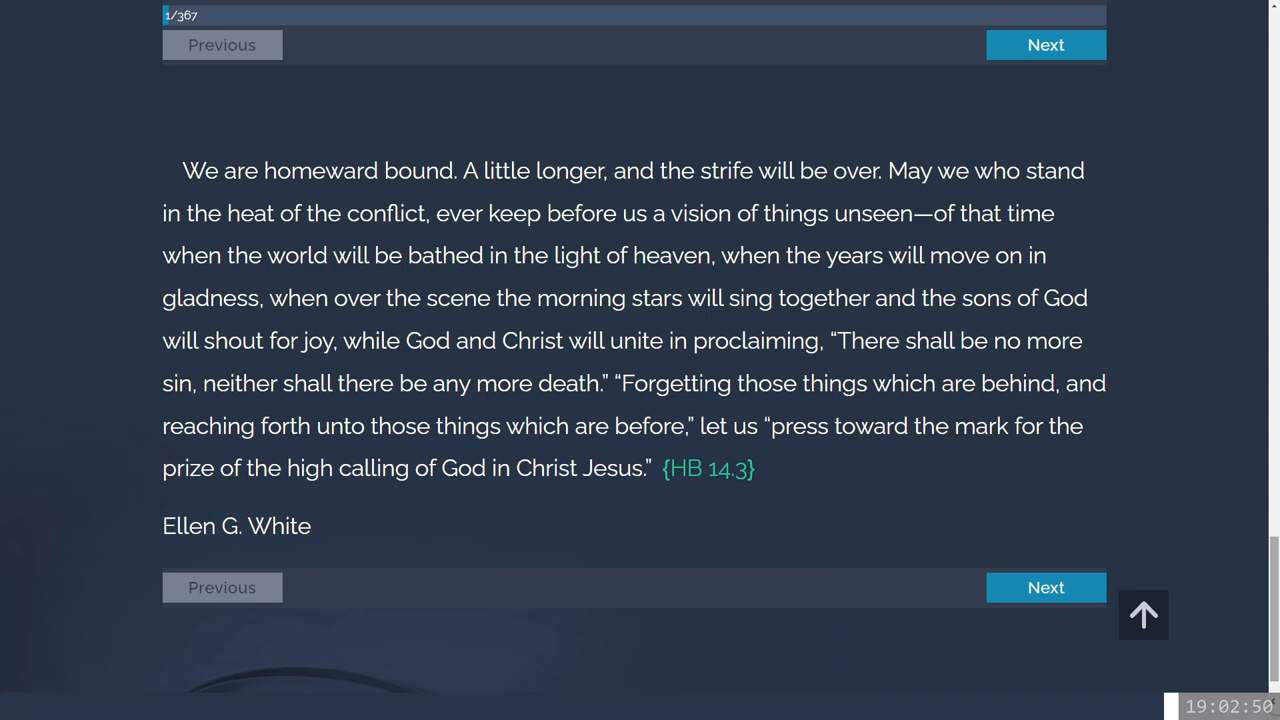 1/367
Previous
Next
We are homeward bound. A little longer, and the strife will be over. May we who stand
in the heat of the conflict, ever keep before us a vision of things unseen—of that time
when the world will be bathed in the light of heaven, when the years will move on in
gladness, when over the scene the morning stars will sing together and the sons of God
will shout for joy, while God and Christ will unite in proclaiming, “There shall be no more
sin, neither shall there be any more death.” “Forgetting those things which are behind, and
reaching forth unto those things which are before,” let us “press toward the mark for the
prize of the high calling of God in Christ Jesus.” {HB 14.3}
Ellen G. White
Previous
Next
19:02:50